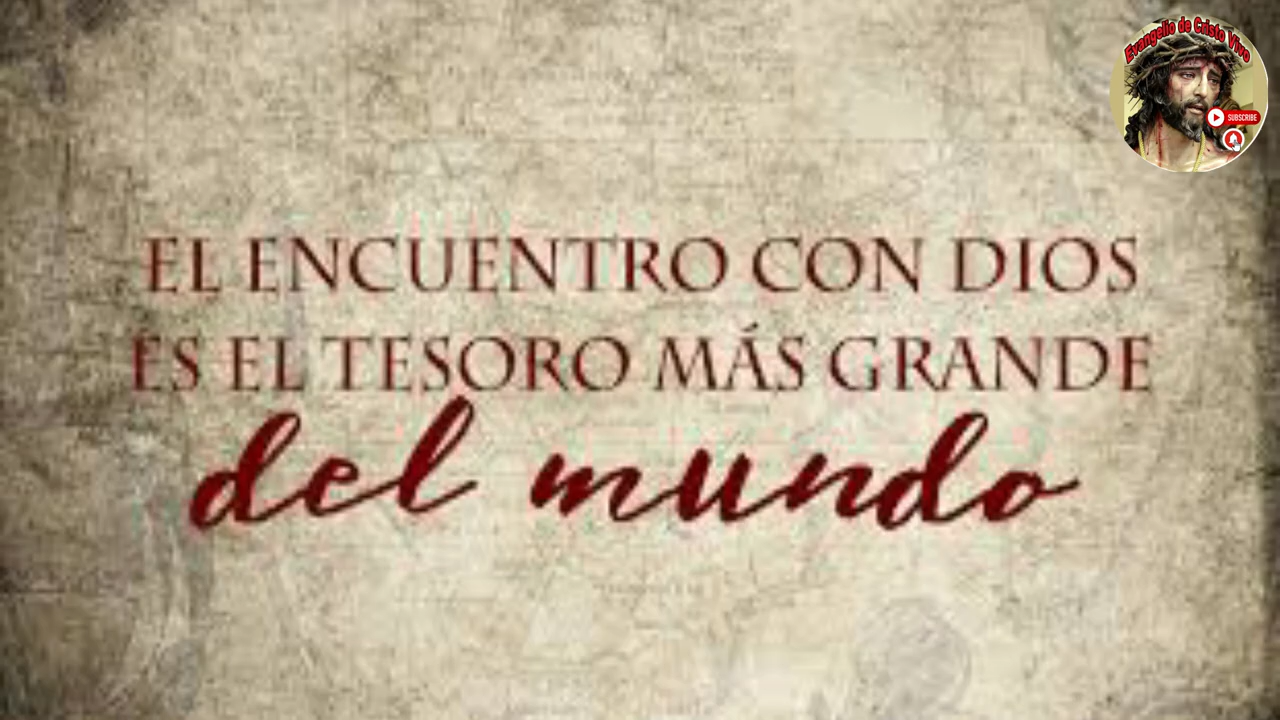 Evangelio de Cristo Vivo
SUBSCRIBE
EL ENCUENTRO CON DIOS
ES EL TESORO MÁS GRANDE
del mundo